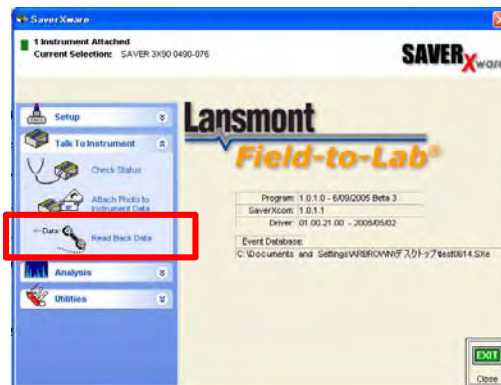 SaverXware
1 Instrument Attached
Current Selection: SAVER 3X90 0490-076
SAVERXware
Setup
Talk To Instrument
Check Status
Attach Photo to
Instrument Data
Data
Read Back Data
Analysis
Utilities
Lansmont
Field-to-Lab®
Program: 1.0.1.0 - 6/09/2005 Beta 3
SaverXcom: 1.0.1.1
Driver: 01.00.21.00 - 2005/05/02
Event Database:
C:\Documents and Settings\ARBROWN\デスクトップ\test0614.SXe
EXIT
Close